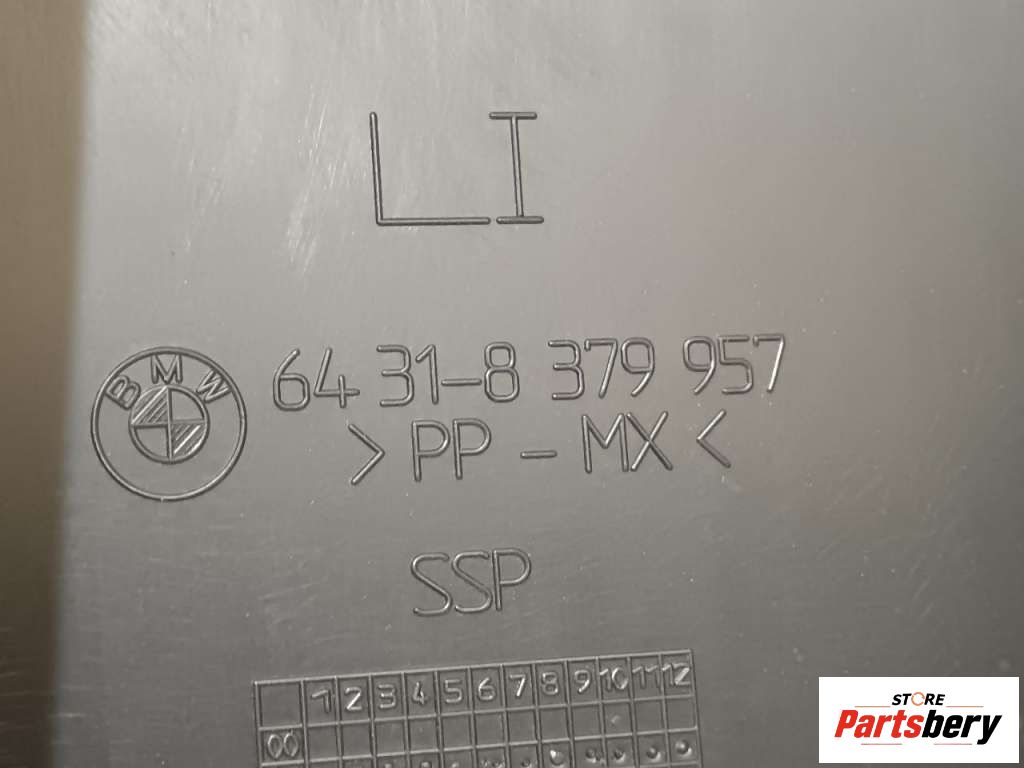 LI
BMW
64 31-8 379 957
>PP-MX<
SSP
1 2 3 4 5 6 7 8 9 10 11 12
00
STORE
Partsbery